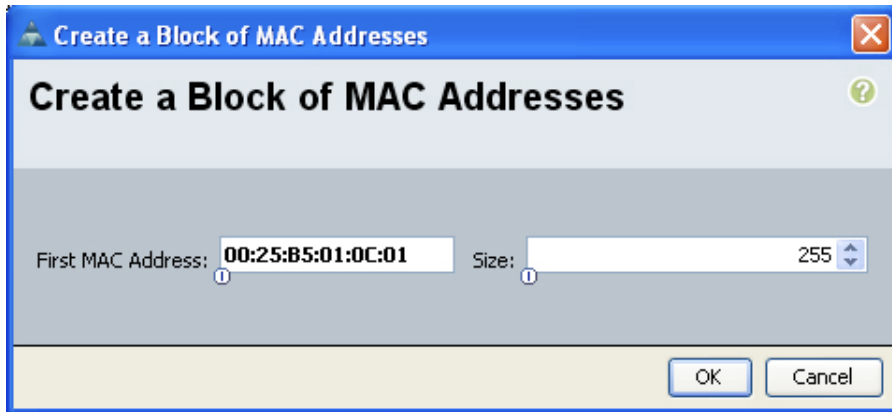 Create a Block of MAC Addresses
Create a Block of MAC Addresses
First MAC Address: 00:25:B5:01:0C:01 Size: 255
OK Cancel